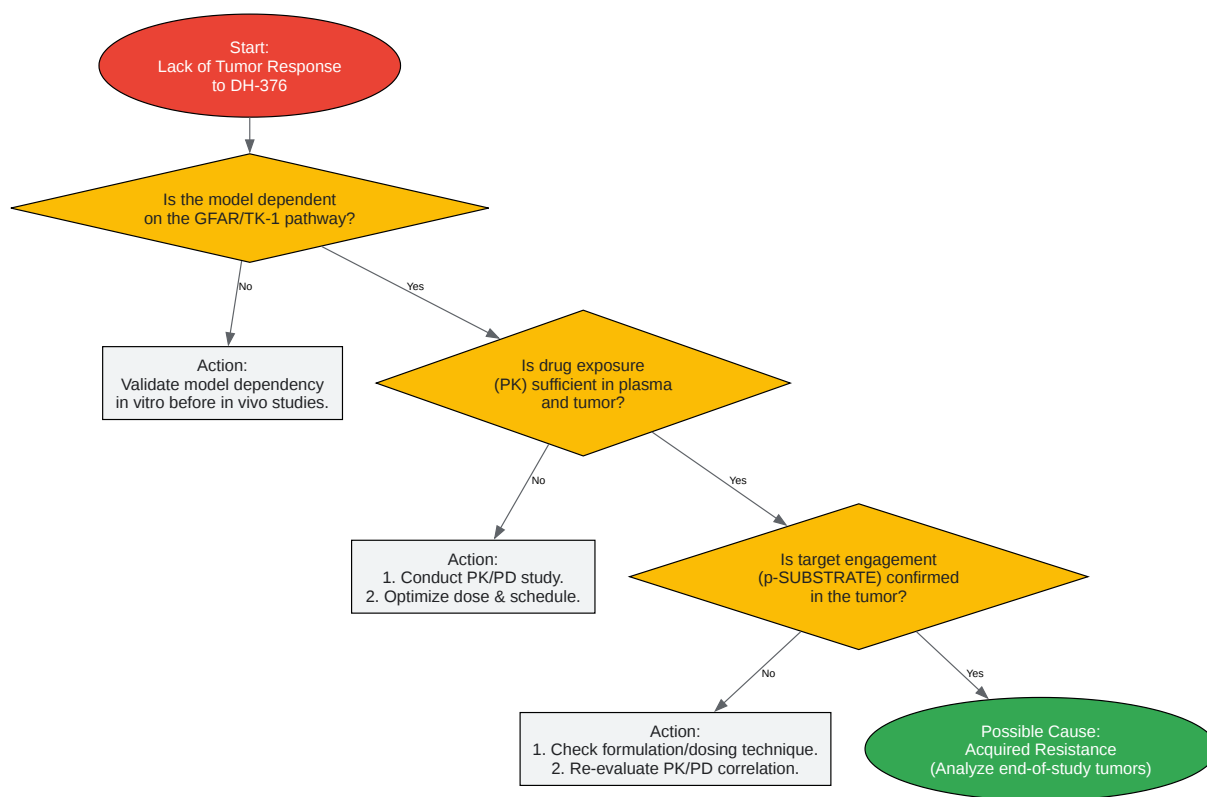 Start:
Lack of Tumor Response
to DH-376
Is the model dependent
on the GFAR/TK-1 pathway?
No
Yes
Action:
Validate model dependency
in vitro before in vivo studies.
Is drug exposure
(PK) sufficient in plasma
and tumor?
No
Yes
Action:
1. Conduct PK/PD study.
2. Optimize dose & schedule.
Is target engagement
(p-SUBSTRATE) confirmed
in the tumor?
No
Yes
Action:
1. Check formulation/dosing technique.
2. Re-evaluate PK/PD correlation.
Possible Cause:
Acquired Resistance
(Analyze end-of-study tumors)